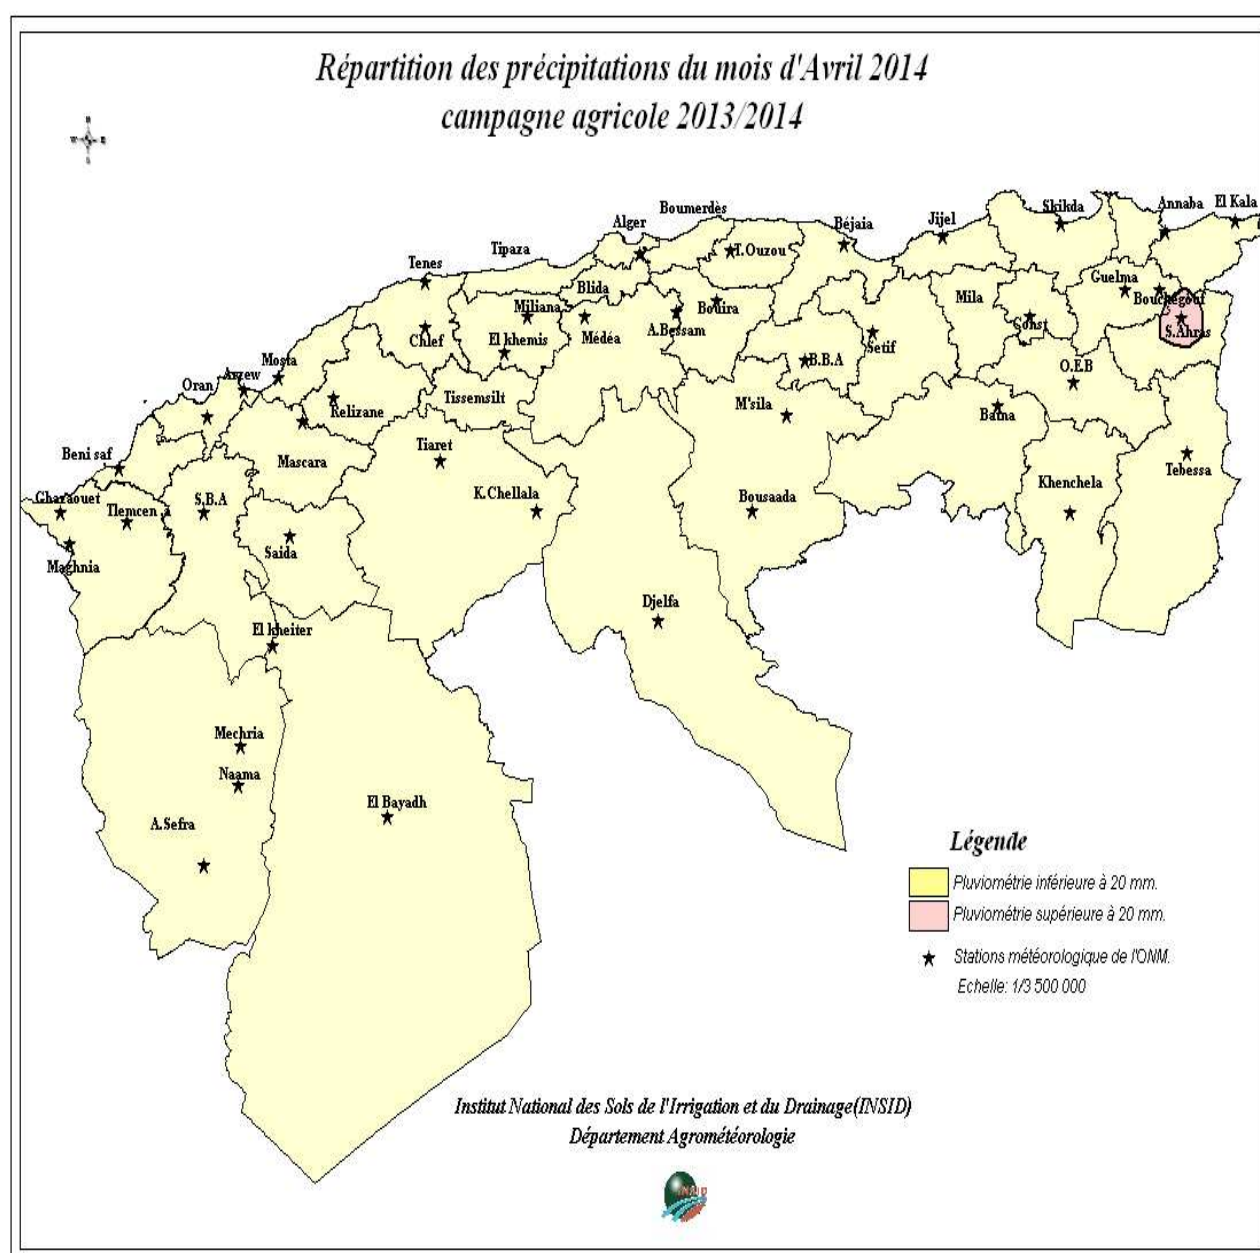 Répartition des précipitations du mois d'Avril 2014
campagne agricole 2013/2014
N
W E
S
Skikda
Annaba
El Kala
Boumerdès
Alger
Béjaia
Jijel
Tipaza
T.Ouzou
Tenes
Guelma
Blida
Mila
Bouchegouf
Miliana
Bouira
Const
S.Ahras
Chlef
El khemis
Médéa
A.Bessam
Setif
B.B.A
O.E.B
Mosta
Arzew
Oran
Relizane
Tissemsilt
M'sila
Batna
Tiaret
Beni saf
Mascara
Tebessa
Gharaouet
Tlemcen
S.B.A
K.Chellala
Bousaada
Khenchela
Saida
Maghnia
Djelfa
El kheiter
Mechria
Naama
El Bayadh
A.Sefra
Légende
Pluviométrie inférieure à 20 mm.
Pluviométrie supérieure à 20 mm.
Stations météorologique de l'ONM.
Echelle: 1/3 500 000
Institut National des Sols de l'Irrigation et du Drainage(INSID)
Département Agrométéorologie
INSID